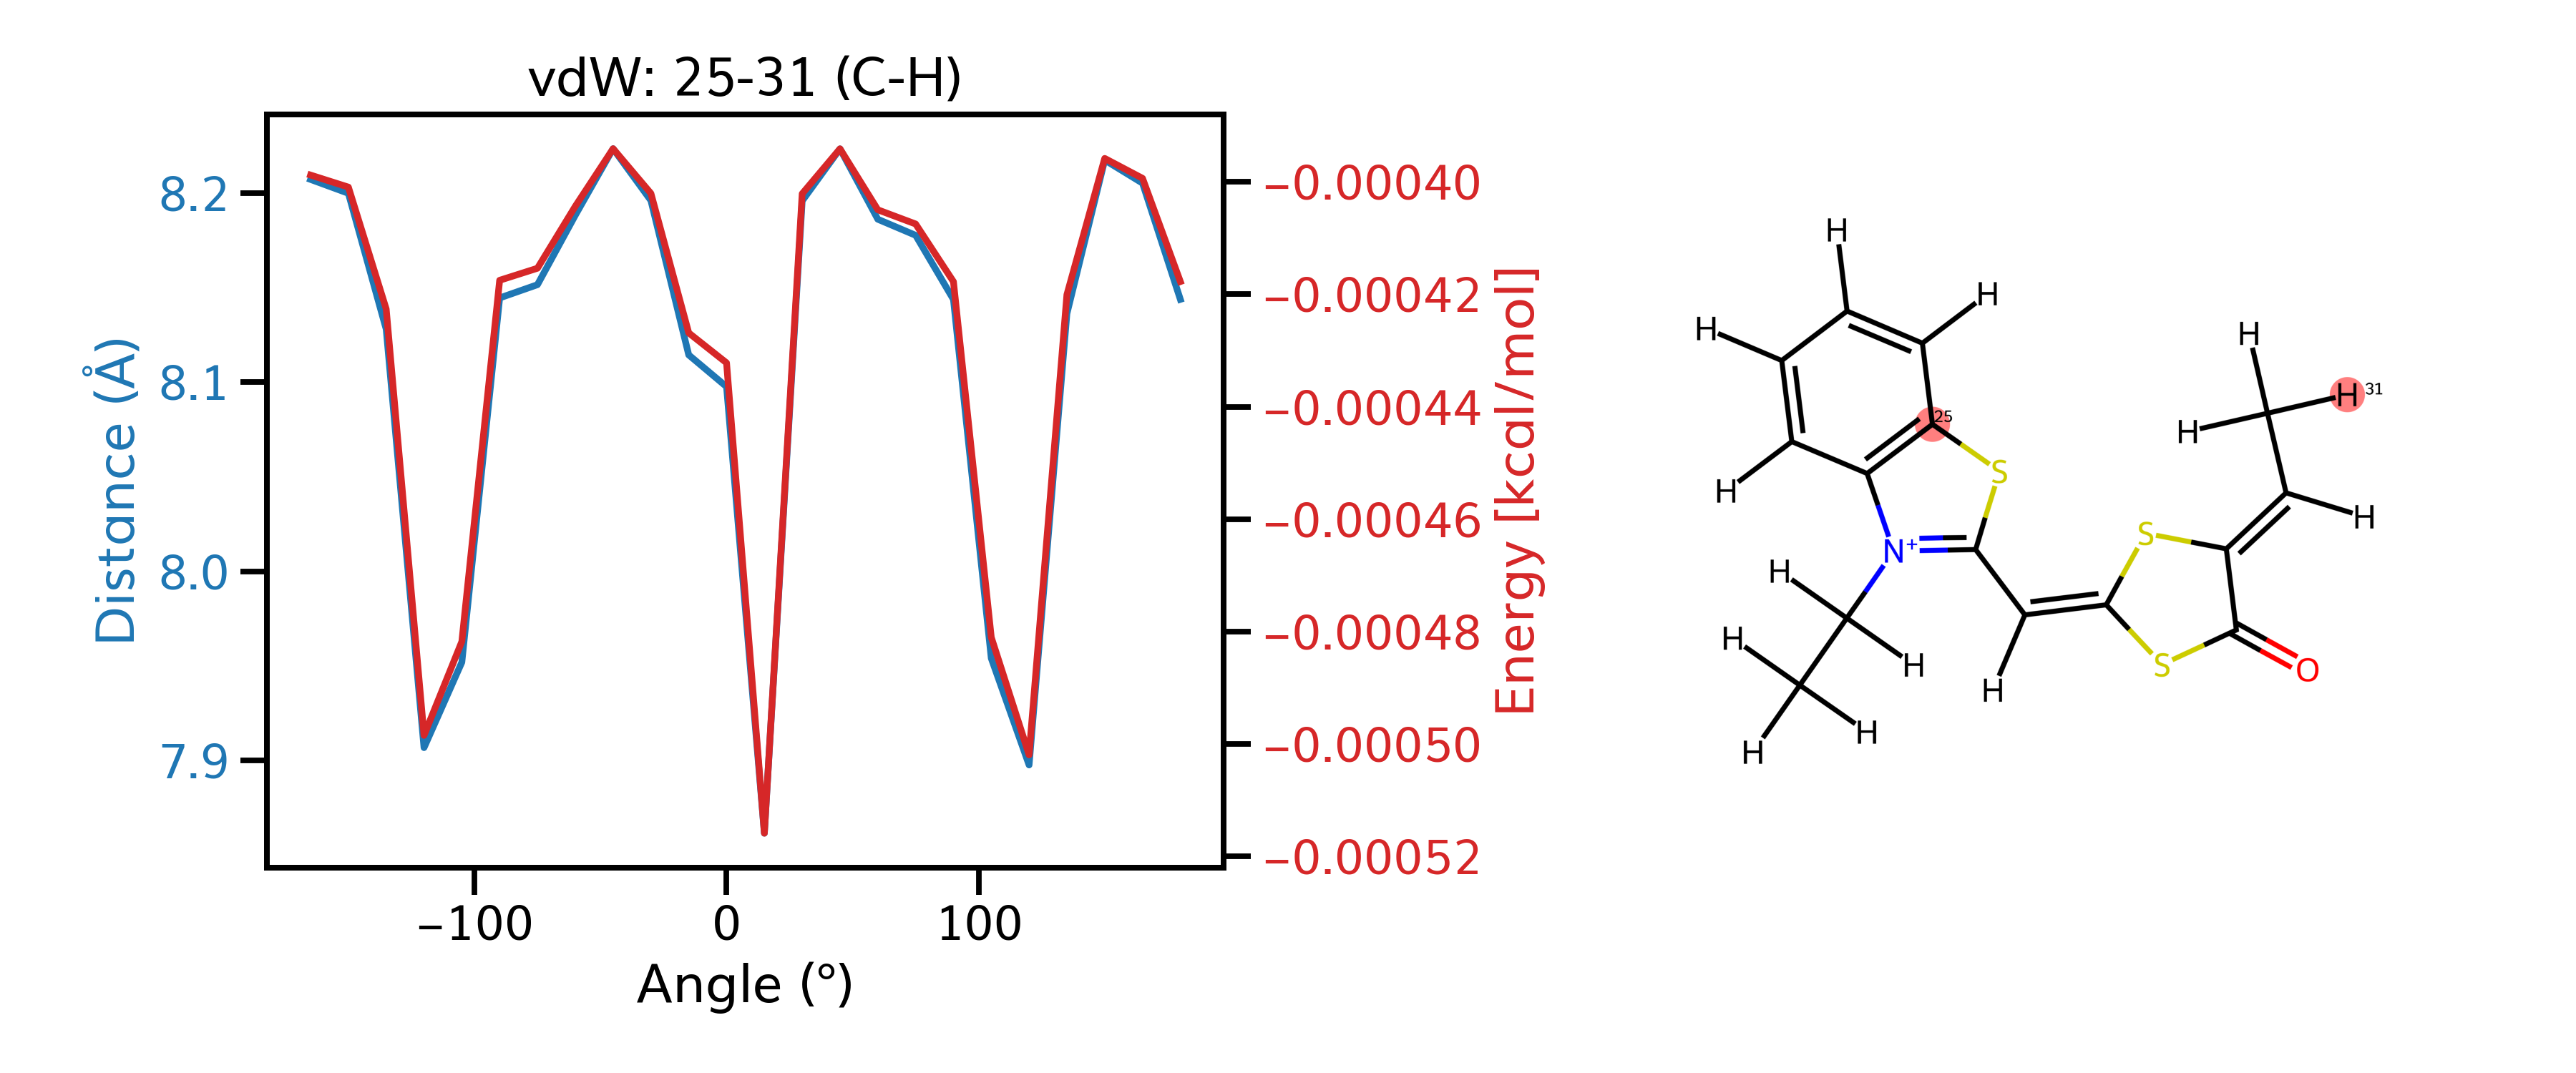 vdW: 25-31 (C-H)
8.2
8.1
8.0
7.9
Distance (Å)
−100
0
100
Angle (°)
−0.00040
−0.00042
−0.00044
−0.00046
−0.00048
−0.00050
−0.00052
Energy [kcal/mol]
H
H
H
H
H
H 31
H
25
S
H
H
S
N+
H
H
H
S
O
H
H
H